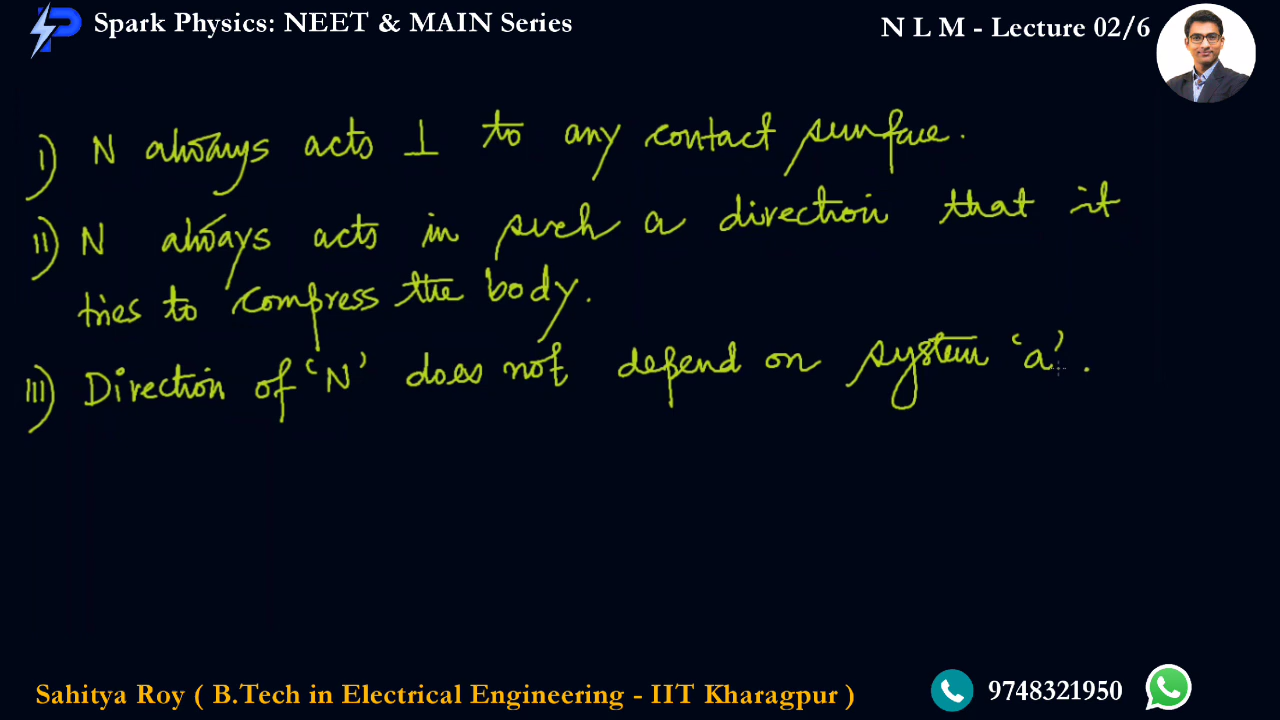 Spark Physics: NEET & MAIN Series
N L M - Lecture 02/6
I) N always acts ⊥ to any contact surface.
II) N always acts in such a direction that it
tries to compress the body.
III) Direction of 'N' does not depend on system 'a'.
Sahitya Roy ( B.Tech in Electrical Engineering - IIT Kharagpur )
9748321950